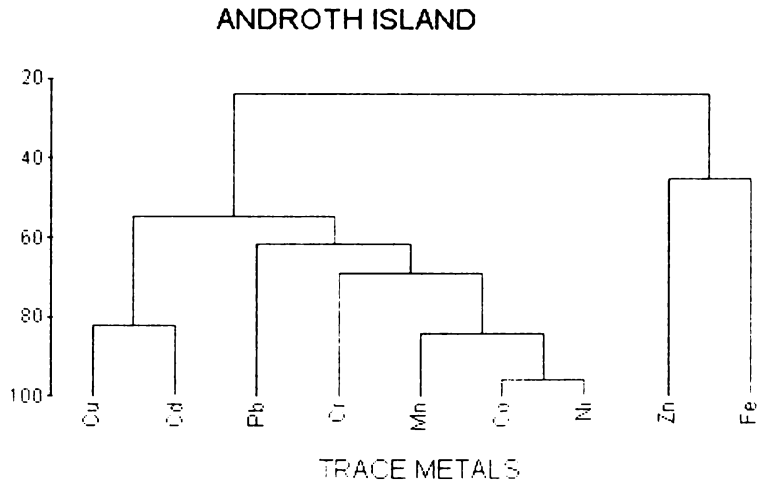 ANDROTH ISLAND
20
40
60
80
100
Cu
Cd
Pb
Cr
Mn
Co
Ni
Zn
Fe
TRACE METALS